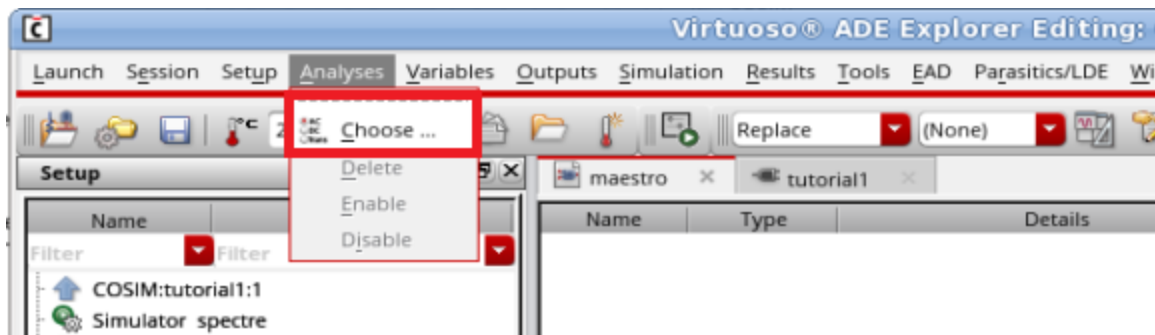 Virtuoso® ADE Explorer Editing:
Launch Session Setup Analyses Variables Outputs Simulation Results Tools EAD Parasitics/LDE Wi
Choose ...
Replace
(None)
Setup
Delete
maestro
tutorial1
Enable
Name
Name Type Details
Disable
Filter
Filter
COSIM:tutorial1:1
Simulator spectre